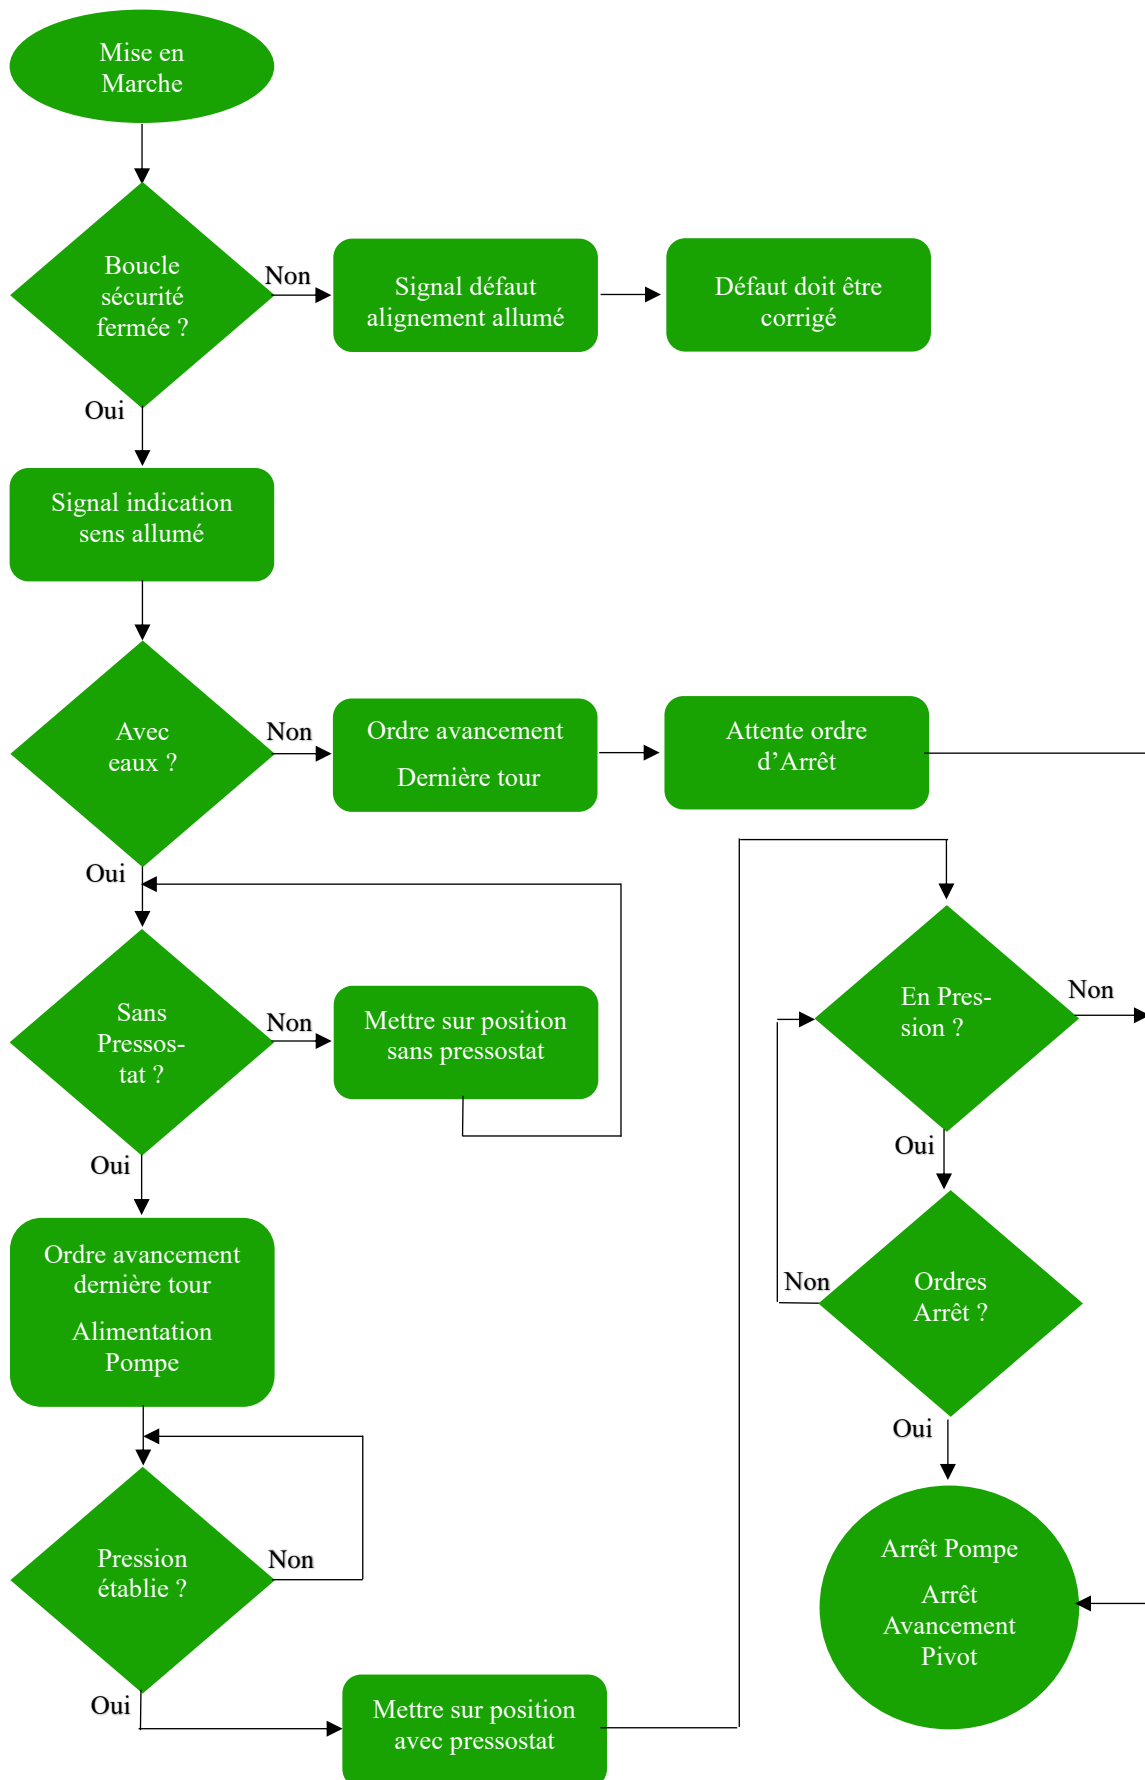 Mise en
Marche
Boucle
sécurité
fermée ?
Non
Signal défaut
alignement allumé
Défaut doit être
corrigé
Oui
Signal indication
sens allumé
Avec
eaux ?
Non
Ordre avancement
Dernière tour
Attente ordre
d’Arrêt
Oui
Sans
Pressos-
tat ?
Non
Mettre sur position
sans pressostat
Oui
Ordre avancement
dernière tour
Alimentation
Pompe
Pression
établie ?
Non
Oui
Mettre sur position
avec pressostat
En Pres-
sion ?
Non
Oui
Ordres
Arrêt ?
Non
Oui
Arrêt Pompe
Arrêt
Avancement
Pivot